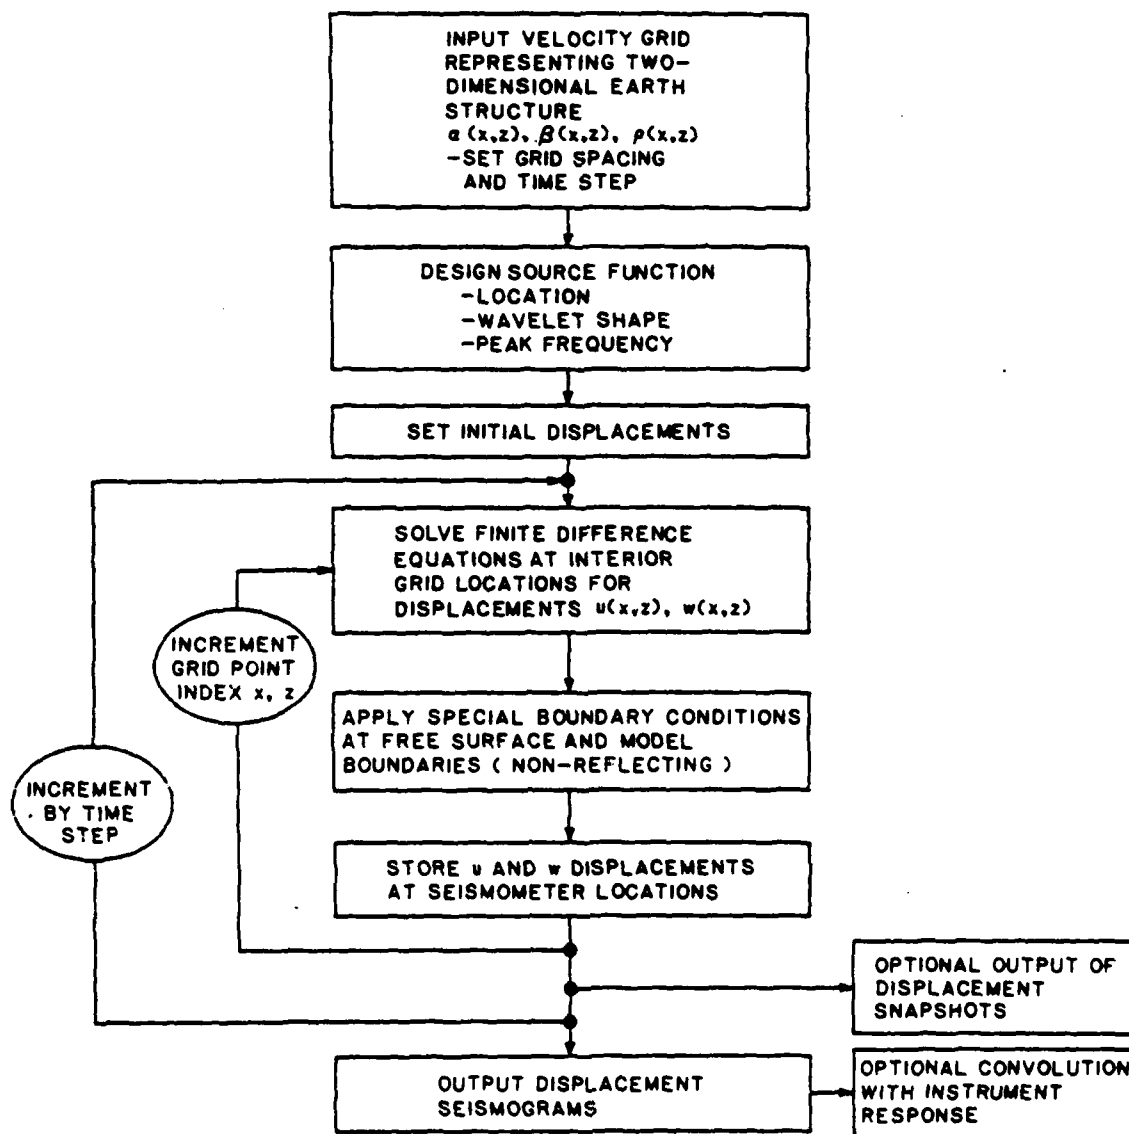 INPUT VELOCITY GRID
REPRESENTING TWO-
DIMENSIONAL EARTH
STRUCTURE
α(x,z), β(x,z), ρ(x,z)
-SET GRID SPACING
AND TIME STEP
DESIGN SOURCE FUNCTION
-LOCATION
-WAVELET SHAPE
-PEAK FREQUENCY
SET INITIAL DISPLACEMENTS
SOLVE FINITE DIFFERENCE
EQUATIONS AT INTERIOR
GRID LOCATIONS FOR
DISPLACEMENTS u(x,z), w(x,z)
INCREMENT
GRID POINT
INDEX x, z
APPLY SPECIAL BOUNDARY CONDITIONS
AT FREE SURFACE AND MODEL
BOUNDARIES (NON-REFLECTING)
INCREMENT
BY TIME
STEP
STORE u AND w DISPLACEMENTS
AT SEISMOMETER LOCATIONS
OPTIONAL OUTPUT OF
DISPLACEMENT
SNAPSHOTS
OUTPUT DISPLACEMENT
SEISMOGRAMS
OPTIONAL CONVOLUTION
WITH INSTRUMENT
RESPONSE